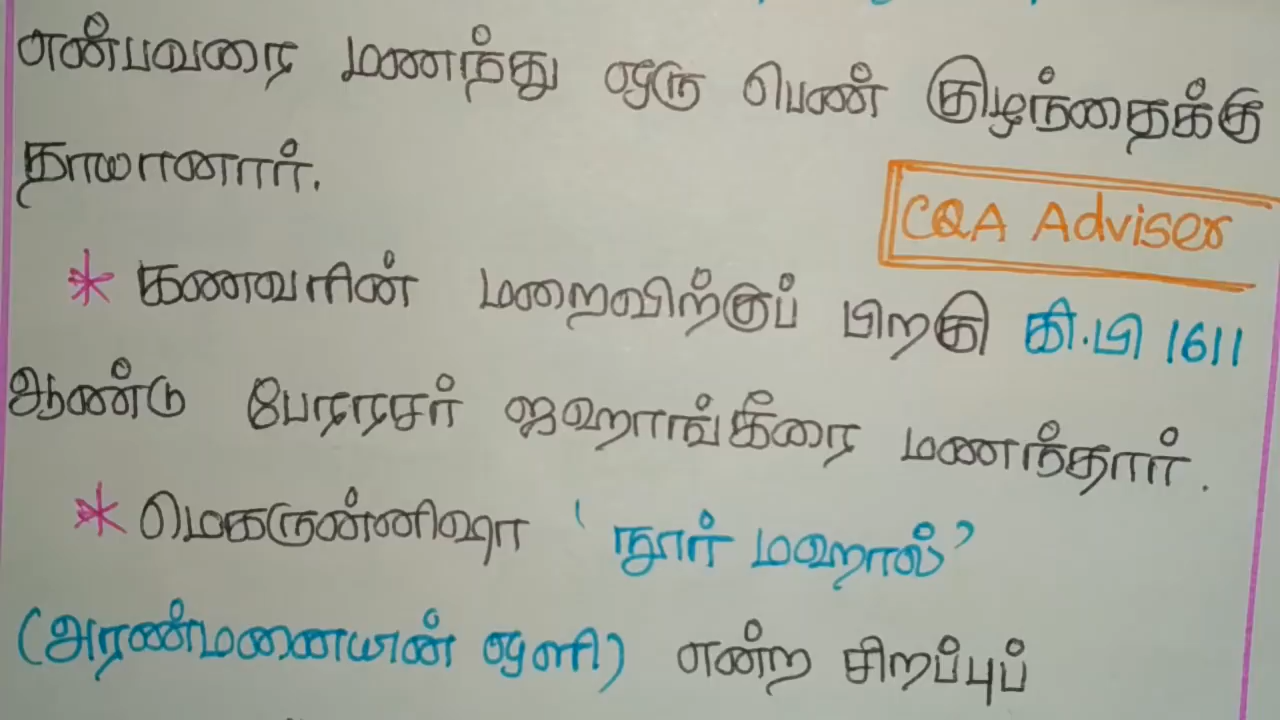 என்பவரை மணந்து ஒரு பெண் குழந்தைக்கு
தாயானார்.
CQA Adviser
* கணவரின் மறைவிற்குப் பிறகு கி.பி 1611
ஆண்டு பேரரசர் ஜஹாங்கீரை மணந்தார்.
* மெகருன்னிஷா 'நூர் மஹால்'
(அரண்மனையின் ஒளி) என்ற சிறப்புப்